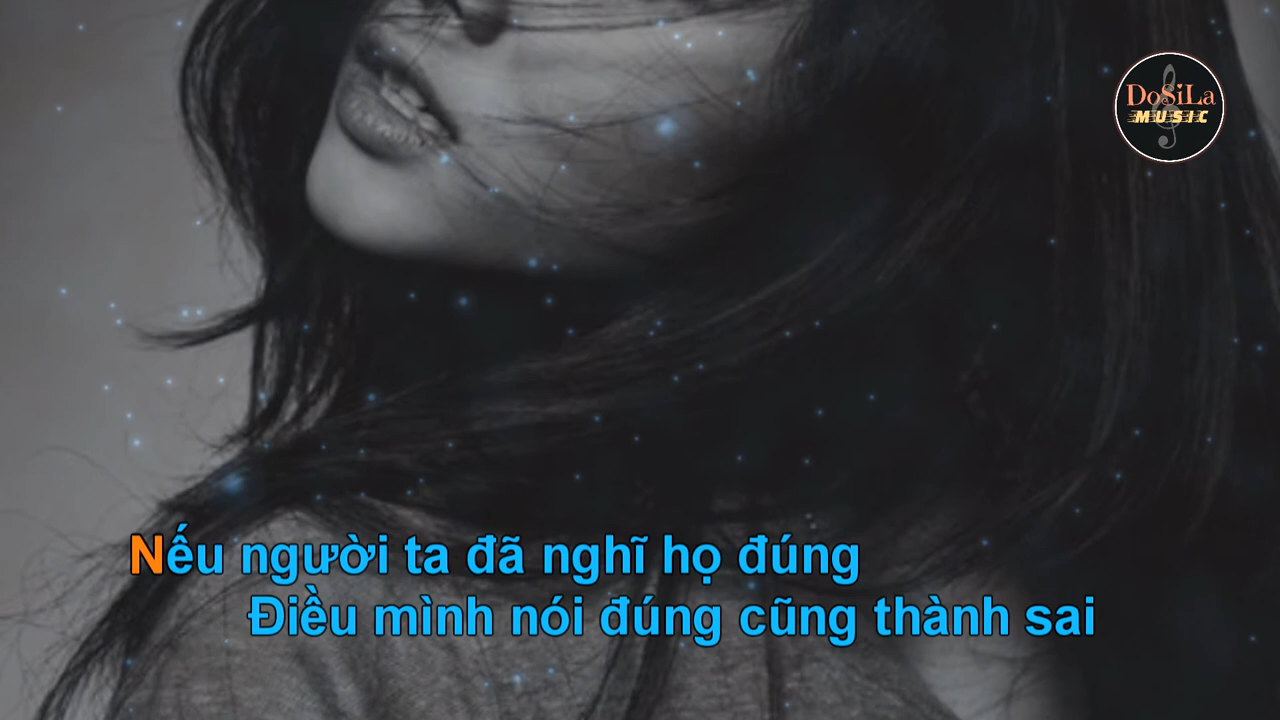 DoSiLa
MUSIC
Nếu người ta đã nghĩ họ đúng
Điều mình nói đúng cũng thành sai